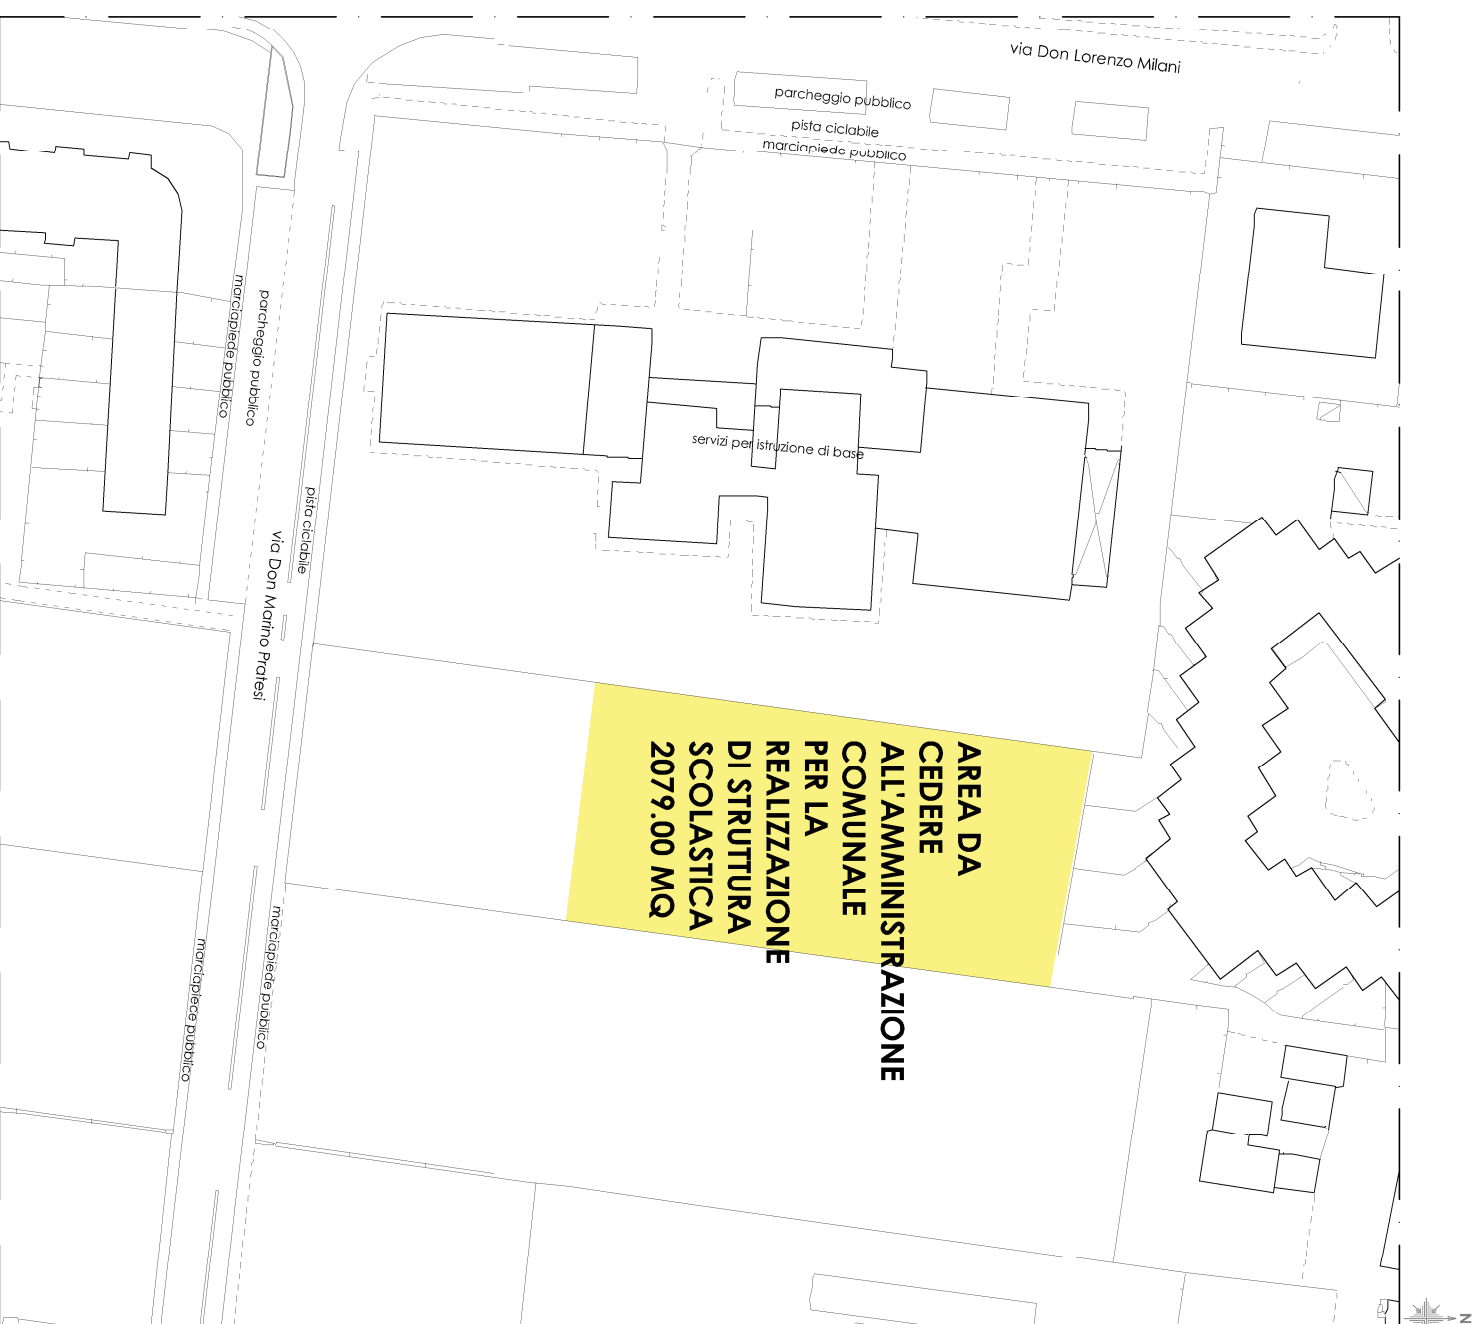 via Don Lorenzo Milani
parcheggio pubblico
pista ciclabile
marciapiede pubblico
marciapiede pubblico
parcheggio pubblico
servizi per istruzione di base
pista ciclabile
via Don Marino Pratesi
AREA DA
CEDERE
ALL'AMMINISTRAZIONE
COMUNALE
PER LA
REALIZZAZIONE
DI STRUTTURA
SCOLASTICA
2079.00 MQ
marciapiede pubblico
marciapiece pubblico
N